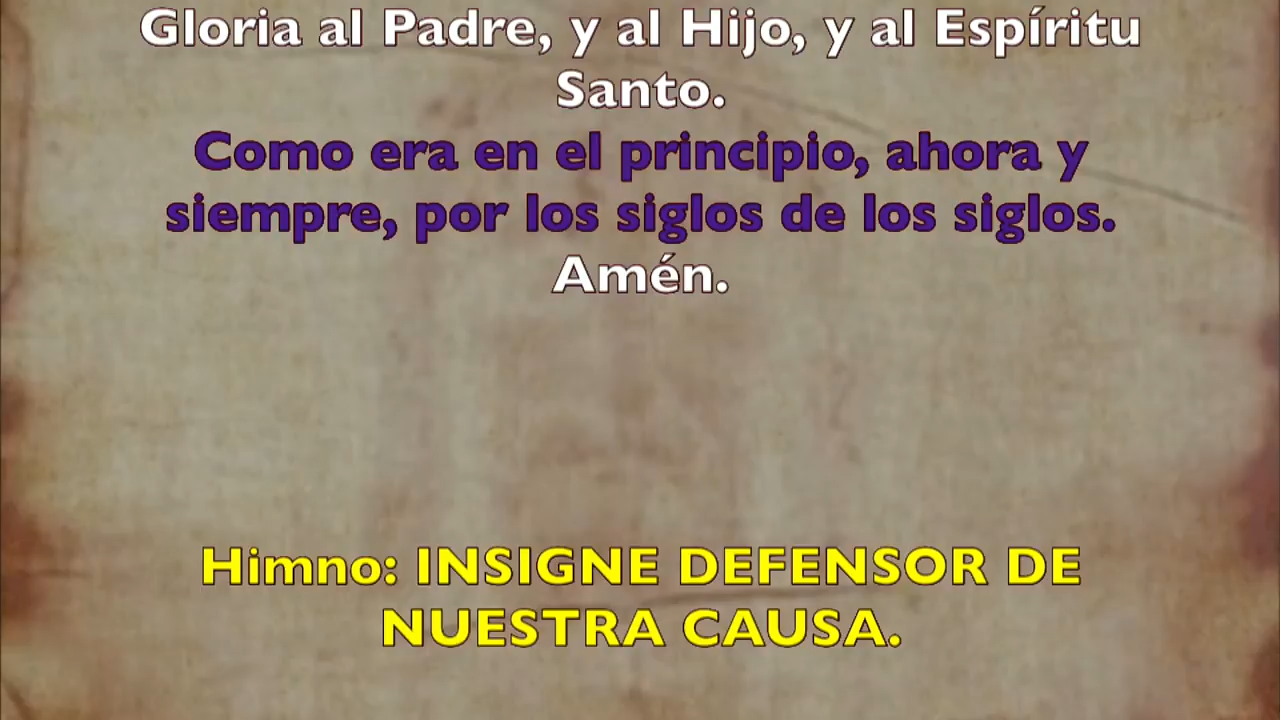 Gloria al Padre, y al Hijo, y al Espíritu
Santo.
Como era en el principio, ahora y
siempre, por los siglos de los siglos.
Amén.
Himno: INSIGNE DEFENSOR DE
NUESTRA CAUSA.